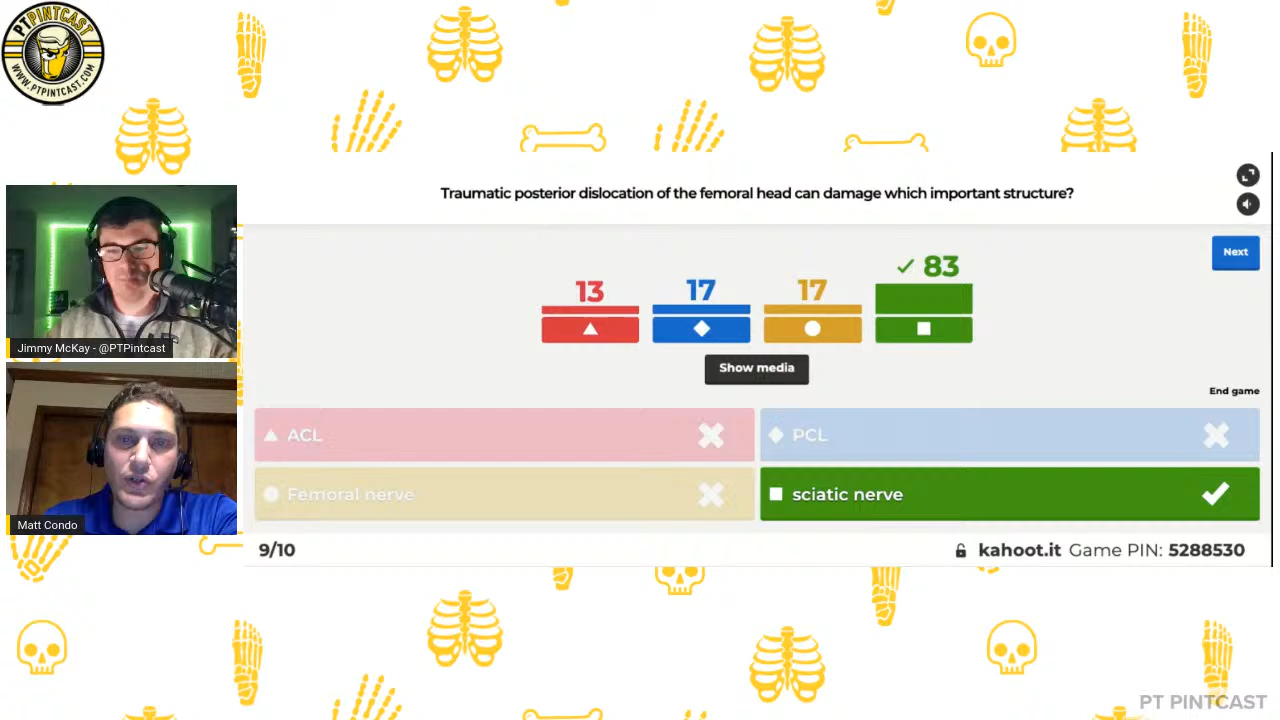 PTPINTCAST
WWW.PTPINTCAST.COM
Traumatic posterior dislocation of the femoral head can damage which important structure?
Next
13
17
17
83
Show media
End game
ACL
PCL
Femoral nerve
sciatic nerve
9/10
kahoot.it Game PIN: 5288530
Jimmy McKay - @PTPintcast
Matt Condo
PT PINTCAST